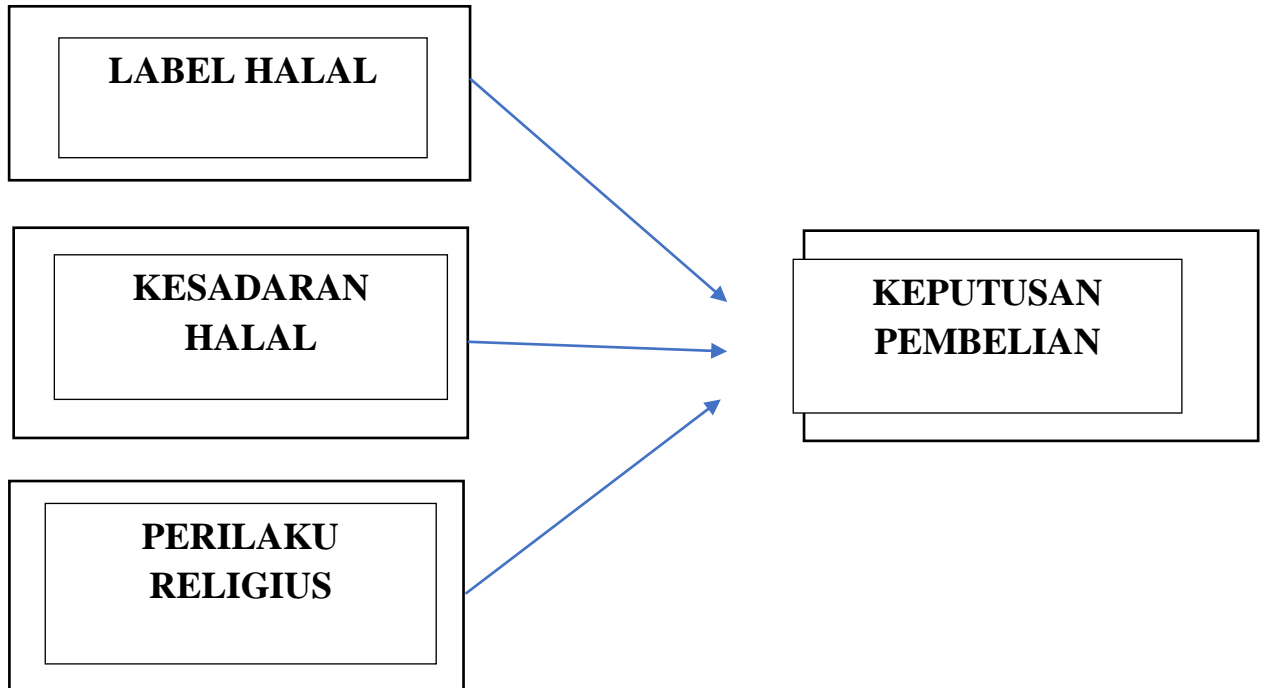 LABEL HALAL
KESADARAN
HALAL
KEPUTUSAN
PEMBELIAN
PERILAKU
RELIGIUS